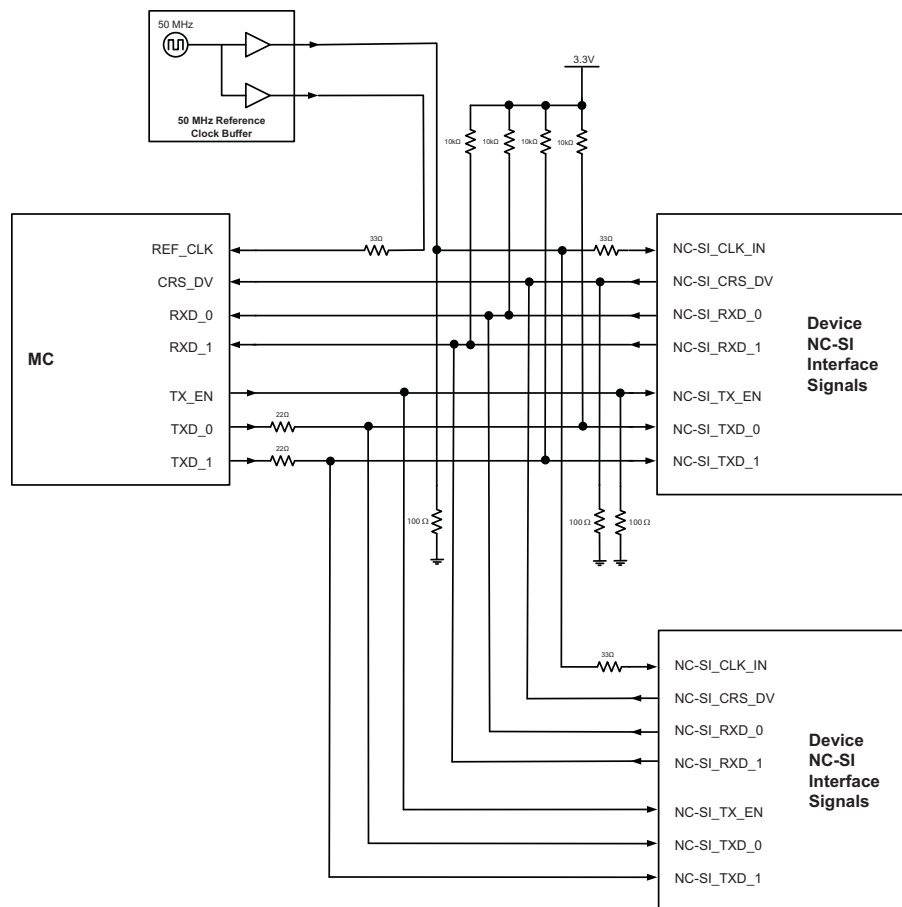 50 MHz
50 MHz Reference
Clock Buffer
3.3V
10kΩ
10kΩ
10kΩ
10kΩ
MC
REF_CLK
CRS_DV
RXD_0
RXD_1
TX_EN
TXD_0
TXD_1
33Ω
22Ω
22Ω
33Ω
100 Ω
100 Ω
100 Ω
NC-SI_CLK_IN
NC-SI_CRS_DV
NC-SI_RXD_0
NC-SI_RXD_1
NC-SI_TX_EN
NC-SI_TXD_0
NC-SI_TXD_1
Device
NC-SI
Interface
Signals
33Ω
NC-SI_CLK_IN
NC-SI_CRS_DV
NC-SI_RXD_0
NC-SI_RXD_1
NC-SI_TX_EN
NC-SI_TXD_0
NC-SI_TXD_1
Device
NC-SI
Interface
Signals